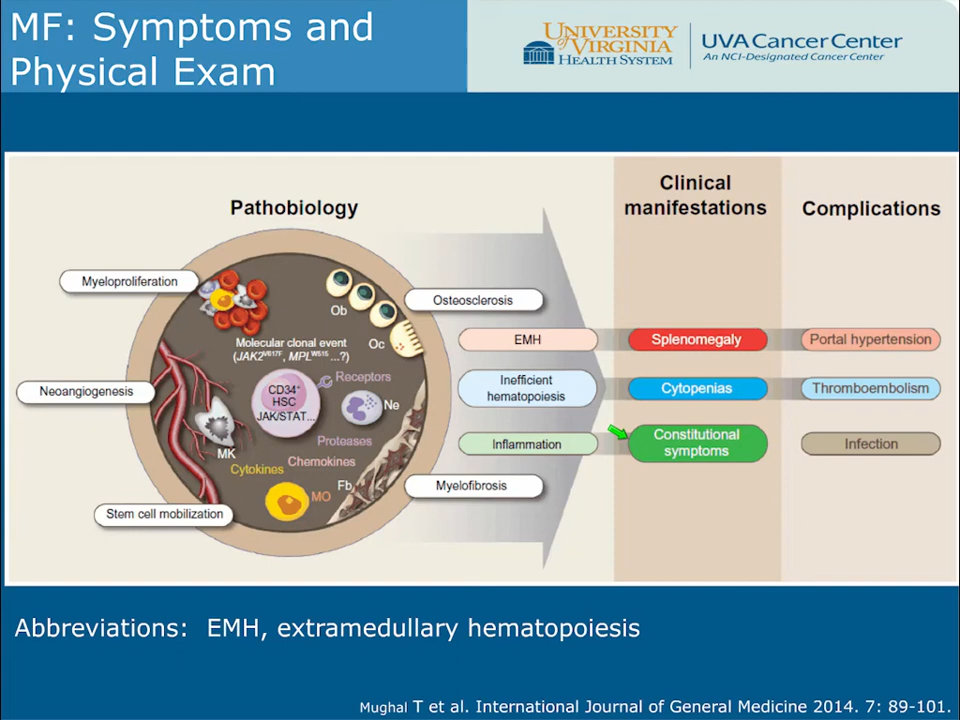 MF: Symptoms and
Physical Exam
UNIVERSITY
of VIRGINIA
HEALTH SYSTEM
UVA Cancer Center
An NCI-Designated Cancer Center
Pathobiology
Clinical
manifestations
Complications
Myeloproliferation
Neoangiogenesis
Stem cell mobilization
Osteosclerosis
Myelofibrosis
Ob
Oc
Molecular clonal event
(JAK2V617F, MPLW515 ...?)
CD34+
HSC
JAK/STAT...
Receptors
Ne
Proteases
MK
Chemokines
Cytokines
MO
Fb
EMH
Splenomegaly
Portal hypertension
Inefficient
hematopoiesis
Cytopenias
Thromboembolism
Inflammation
Constitutional
symptoms
Infection
Abbreviations: EMH, extramedullary hematopoiesis
Mughal T et al. International Journal of General Medicine 2014. 7: 89-101.